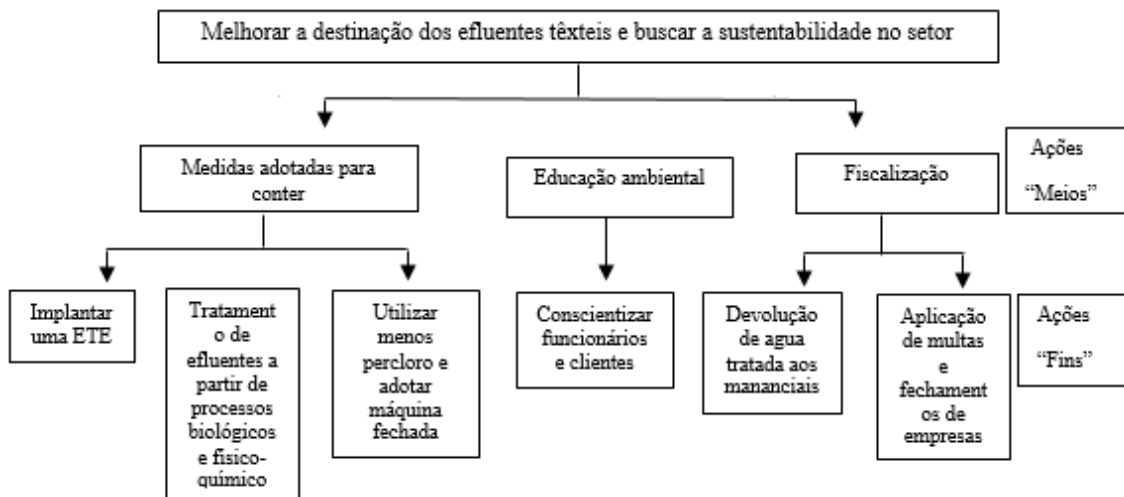 Melhorar a destinação dos efluentes têxteis e buscar a sustentabilidade no setor
Medidas adotadas para
conter
Educação ambiental
Fiscalização
Ações
“Meios”
Implantar
uma ETE
Tratament
o de
efluentes a
partir de
processos
biológicos
e físico-
químico
Utilizar
menos
percloro e
adotar
máquina
fechada
Conscientizar
funcionários
e clientes
Devolução
de agua
tratada aos
mananciais
Aplicação
de multas
e
fechament
os de
empresas
Ações
“Fins”